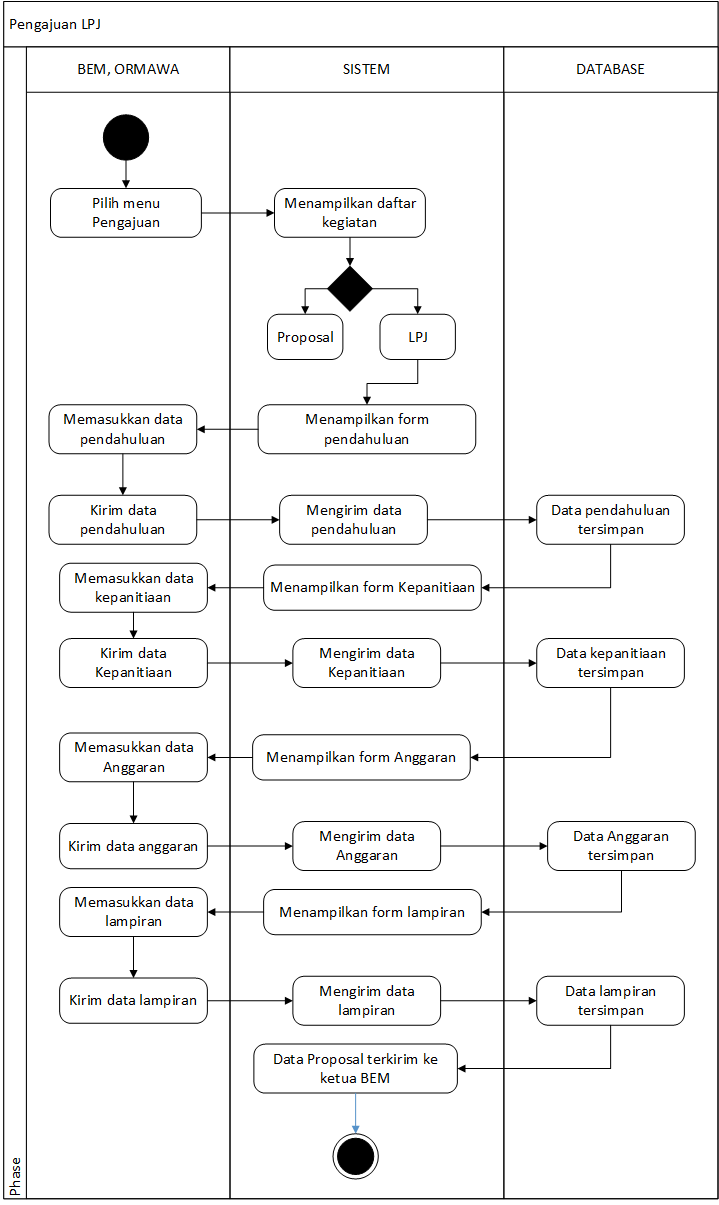 Pengajuan LPJ
BEM, ORMAWA
SISTEM
DATABASE
Pilih menu
Pengajuan
Menampilkan daftar
kegiatan
Proposal
LPJ
Menampilkan form
pendahuluan
Memasukkan data
pendahuluan
Kirim data
pendahuluan
Mengirim data
pendahuluan
Data pendahuluan
tersimpan
Menampilkan form Kepanitiaan
Memasukkan data
kepanitiaan
Kirim data
Kepanitiaan
Mengirim data
Kepanitiaan
Data kepanitiaan
tersimpan
Menampilkan form Anggaran
Memasukkan data
Anggaran
Kirim data anggaran
Mengirim data
Anggaran
Data Anggaran
tersimpan
Menampilkan form lampiran
Memasukkan data
lampiran
Kirim data lampiran
Mengirim data
lampiran
Data lampiran
tersimpan
Data Proposal terkirim ke
ketua BEM
Phase